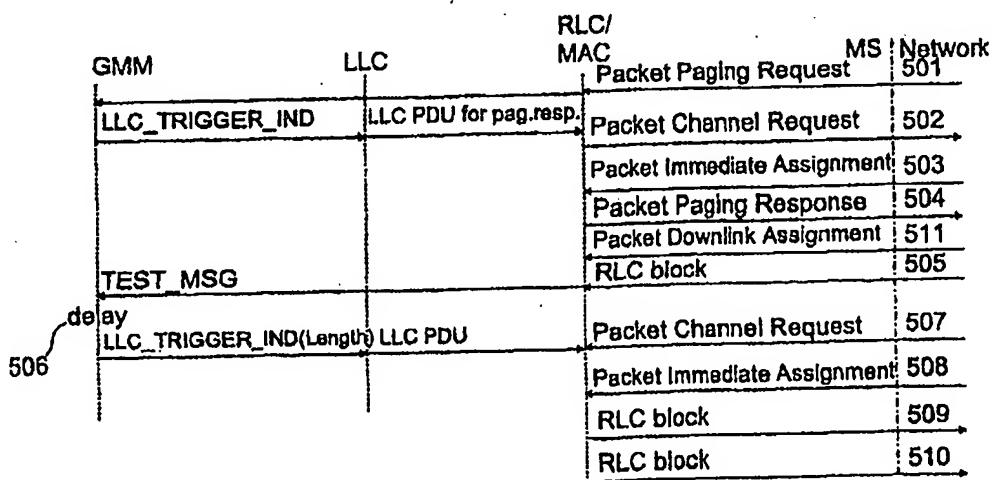 GMM LLC RLC/
MAC MS Network
Packet Paging Request 501
LLC_TRIGGER_IND LLC PDU for pag.resp. Packet Channel Request 502
Packet Immediate Assignment 503
Packet Paging Response 504
Packet Downlink Assignment 511
TEST_MSG RLC block 505
delay
506 LLC_TRIGGER_IND(Length) LLC PDU Packet Channel Request 507
Packet Immediate Assignment 508
RLC block 509
RLC block 510